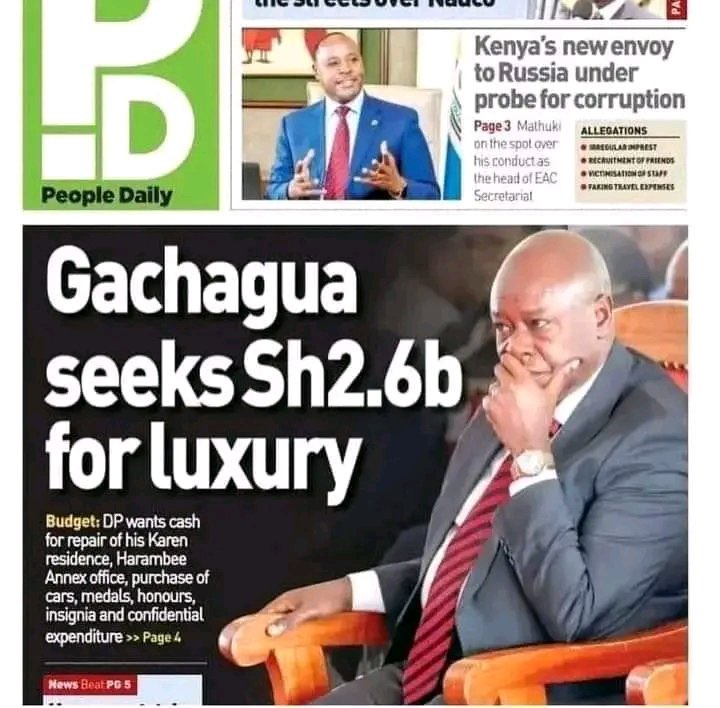 the streets over Nadco
PD
People Daily
Kenya's new envoy
to Russia under
probe for corruption
Page 3 Mathuki
on the spot over
his conduct as
the head of EAC
Secretariat
ALLEGATIONS
IRREGULAR IMPREST
RECRUITMENT OF FRIENDS
VICTIMISATION OF STAFF
FAKING TRAVEL EXPENSES
PA
Gachagua
seeks Sh2.6b
for luxury
Budget: DP wants cash
for repair of his Karen
residence, Harambee
Annex office, purchase of
cars, medals, honours,
insignia and confidential
expenditure >> Page 4
News Beat PG 5